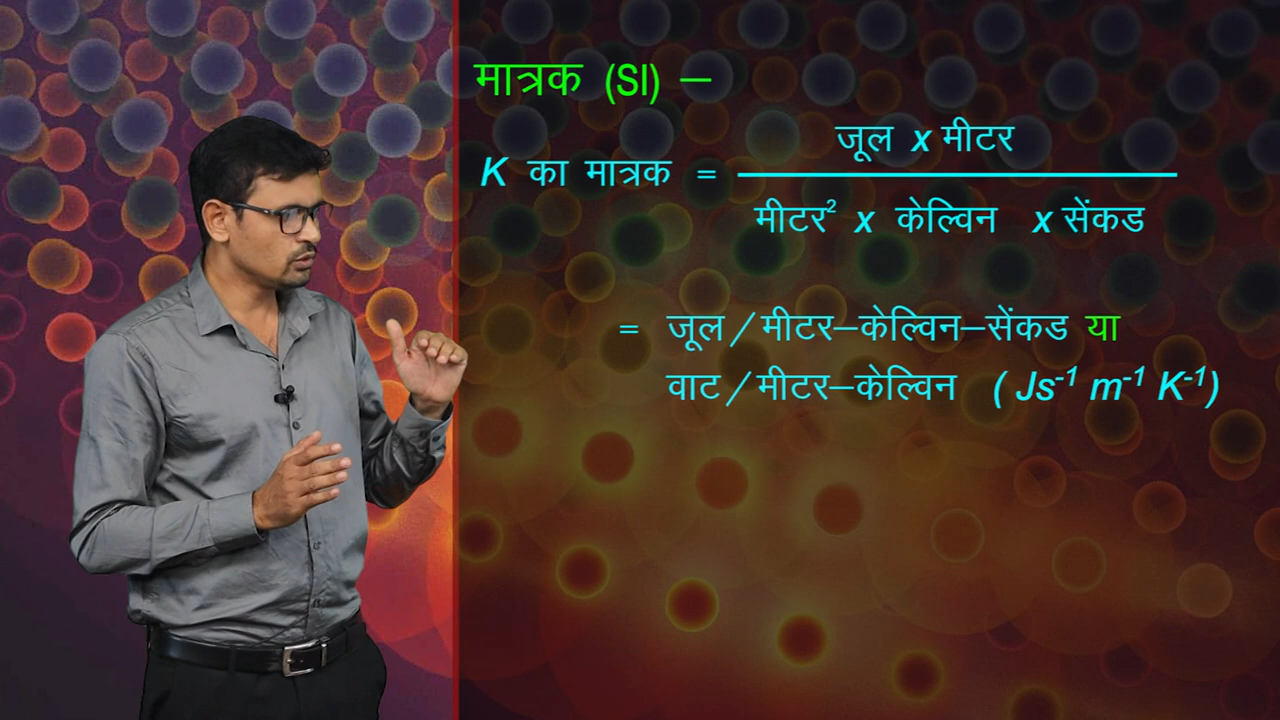 मात्रक (SI) –
जूल x मीटर
K का मात्रक =
मीटर² x केल्विन x सेंकड
= जूल/मीटर–केल्विन–सेंकड या
वाट/मीटर–केल्विन (Js⁻¹ m⁻¹ K⁻¹)